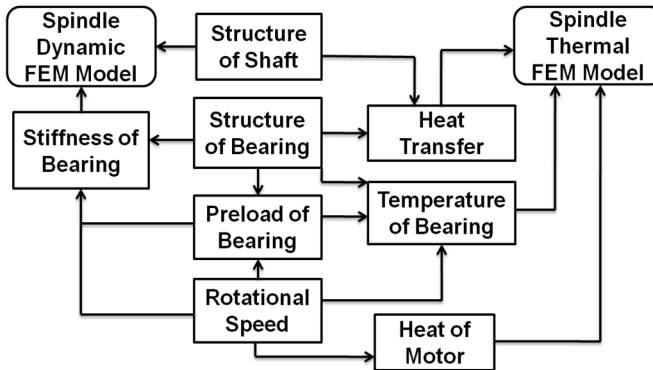 Spindle
Dynamic
FEM Model
Structure
of Shaft
Spindle
Thermal
FEM Model
Stiffness of
Bearing
Structure
of Bearing
Heat
Transfer
Preload of
Bearing
Temperature
of Bearing
Rotational
Speed
Heat of
Motor